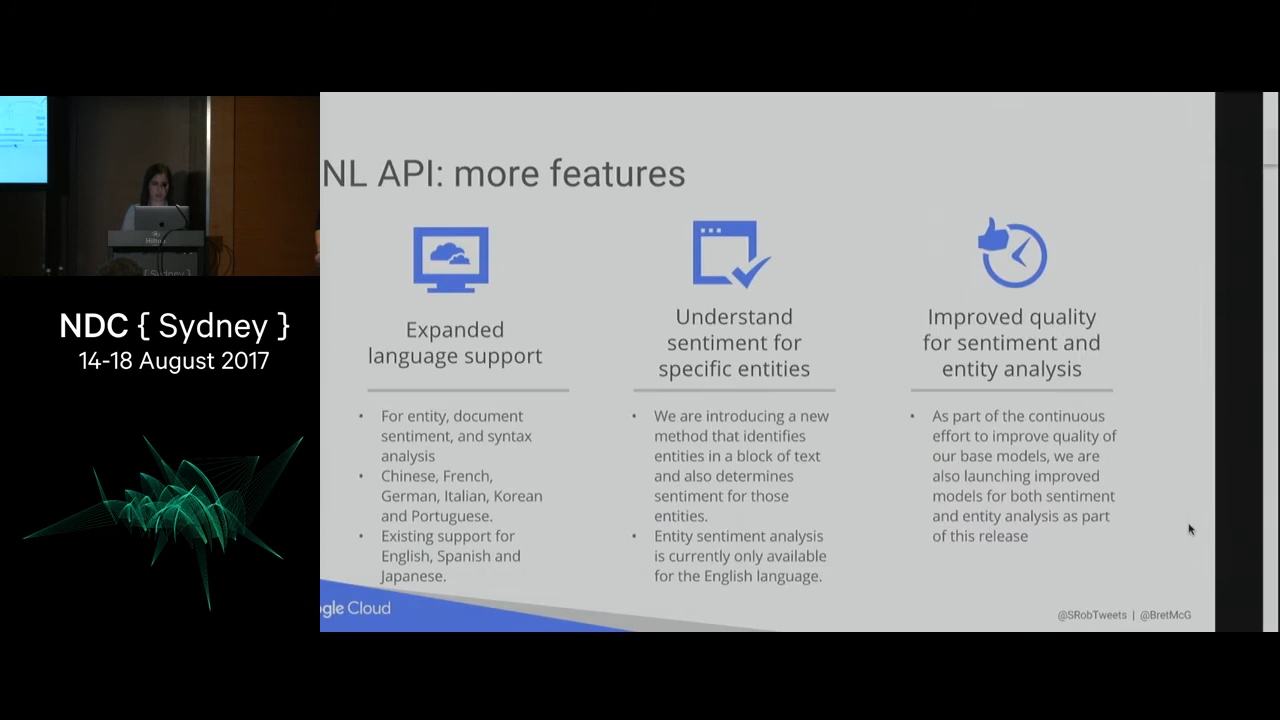 NL API: more features
Expanded
language support
• For entity, document
sentiment, and syntax
analysis
• Chinese, French,
German, Italian, Korean
and Portuguese.
• Existing support for
English, Spanish and
Japanese.
Understand
sentiment for
specific entities
• We are introducing a new
method that identifies
entities in a block of text
and also determines
sentiment for those
entities.
• Entity sentiment analysis
is currently only available
for the English language.
Improved quality
for sentiment and
entity analysis
• As part of the continuous
effort to improve quality of
our base models, we are
also launching improved
models for both sentiment
and entity analysis as part
of this release
gle Cloud
@SRobTweets | @BretMcG
Hilton
{ Sydney }
NDC { Sydney }
14-18 August 2017